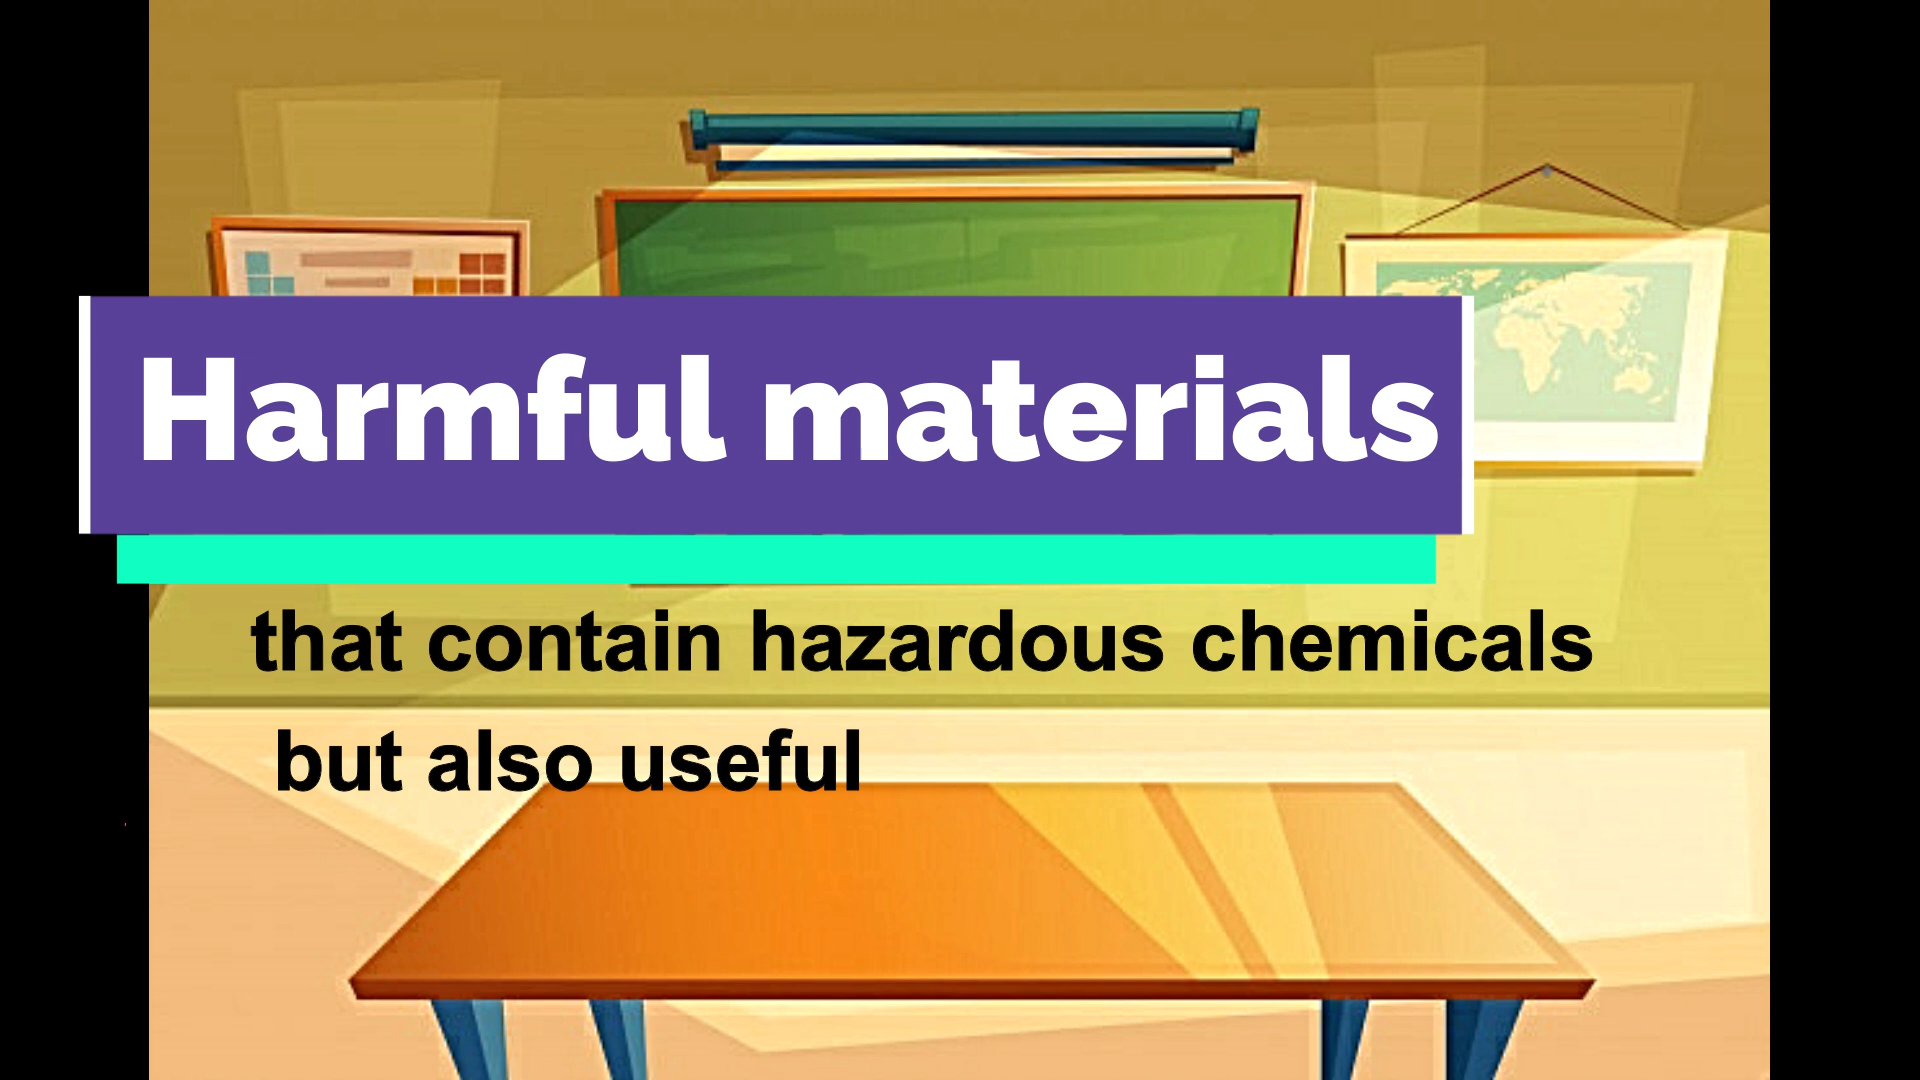 Harmful materials
that contain hazardous chemicals
but also useful